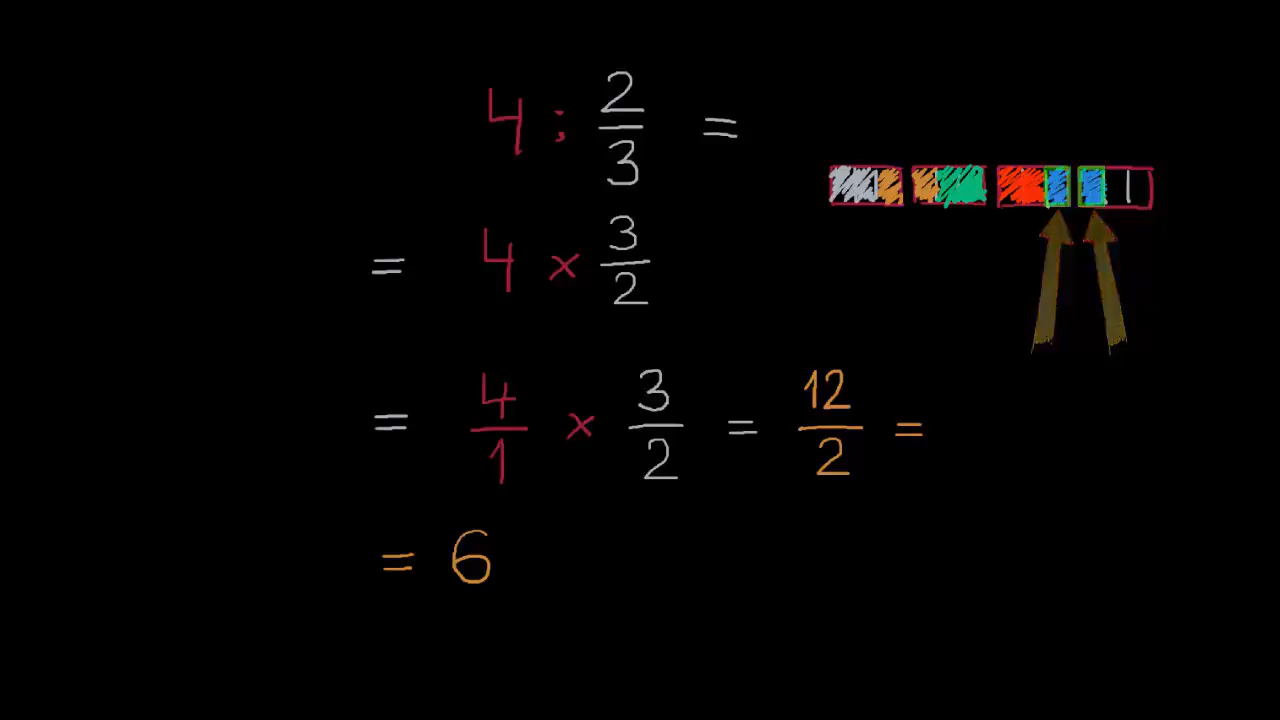 4 : 2/3 =
= 4 × 3/2
= 4/1 × 3/2 = 12/2 =
= 6